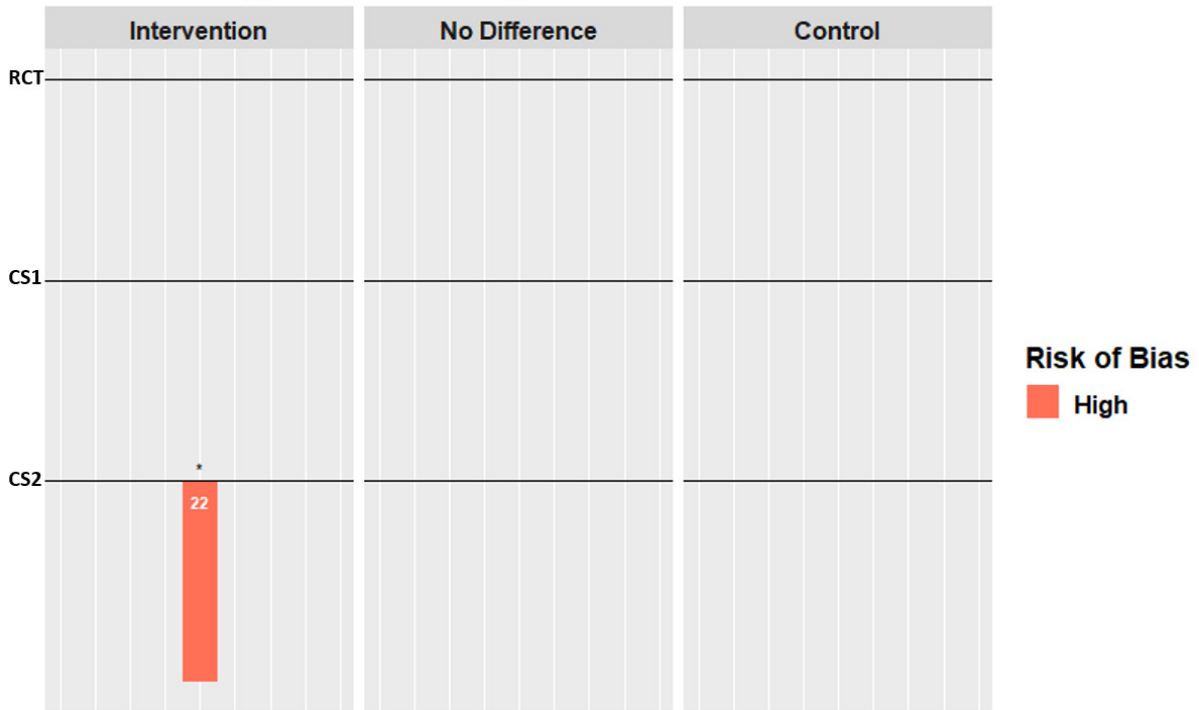 Intervention No Difference Control
RCT
CS1
Risk of Bias
High
*
CS2
22